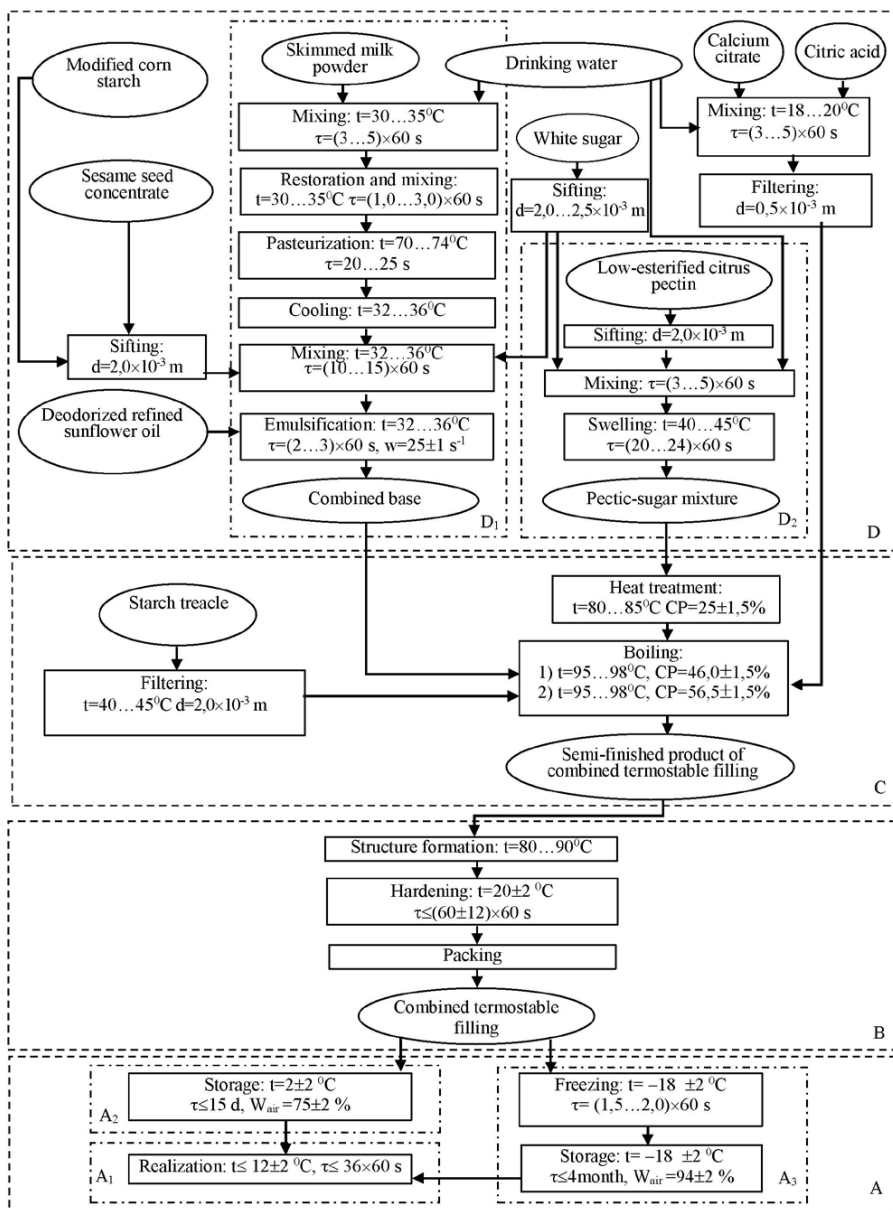 Modified corn
starch
Sesame seed
concentrate
Sifting:
d=2,0×10⁻³ m
Deodorized refined
sunflower oil
Skimmed milk
powder
Mixing: t=30…35⁰C
τ=(3…5)×60 s
Restoration and mixing:
t=30…35⁰C τ=(1,0…3,0)×60 s
Pasteurization: t=70…74⁰C
τ=20…25 s
Cooling: t=32…36⁰C
Mixing: t=32…36⁰C
τ=(10…15)×60 s
Emulsification: t=32…36⁰C
τ=(2…3)×60 s, w=25±1 s⁻¹
Combined base
D₁
Drinking water
White sugar
Sifting:
d=2,0…2,5×10⁻³ m
Calcium
citrate
Citric acid
Mixing: t=18…20⁰C
τ=(3…5)×60 s
Filtering:
d=0,5×10⁻³ m
Low-esterified citrus
pectin
Sifting: d=2,0×10⁻³ m
Mixing: τ=(3…5)×60 s
Swelling: t=40…45⁰C
τ=(20…24)×60 s
Pectic-sugar mixture
D₂
D
Starch treacle
Filtering:
t=40…45⁰C d=2,0×10⁻³ m
Heat treatment:
t=80…85⁰C CP=25±1,5%
Boiling:
1) t=95…98⁰C, CP=46,0±1,5%
2) t=95…98⁰C, CP=56,5±1,5%
Semi-finished product of
combined termostable filling
C
Structure formation: t=80…90⁰C
Hardening: t=20±2 ⁰C
τ≤(60±12)×60 s
Packing
Combined termostable
filling
B
Storage: t=2±2 ⁰C
τ≤15 d, Wair =75±2 %
A₂
Realization: t≤ 12±2 ⁰C, τ≤ 36×60 s
A₁
Freezing: t= –18 ±2 ⁰C
τ= (1,5…2,0)×60 s
Storage: t= –18 ±2 ⁰C
τ≤4month, Wair =94±2 %
A₃
A